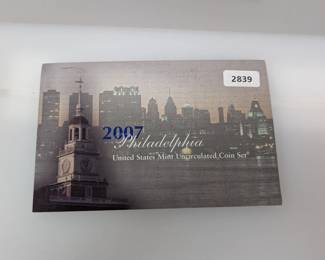 2839
2007
Philadelphia
United States Mint Uncirculated Coin Set®